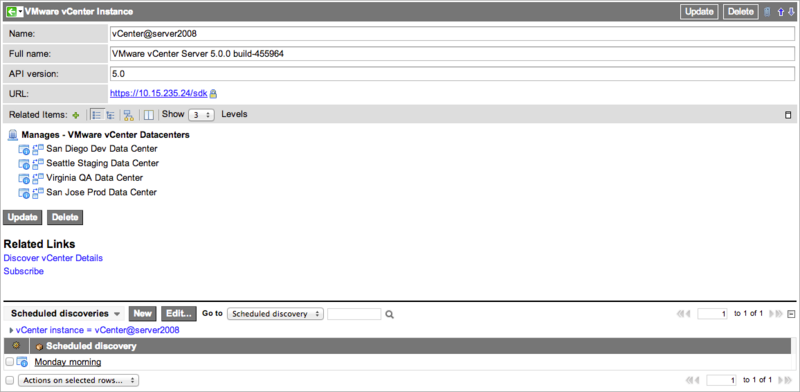 VMware vCenter Instance Update Delete
Name: vCenter@server2008
Full name: VMware vCenter Server 5.0.0 build-455964
API version: 5.0
URL: https://10.15.235.24/sdk
Related Items: Show 3 Levels
Manages - VMware vCenter Datacenters
San Diego Dev Data Center
Seattle Staging Data Center
Virginia QA Data Center
San Jose Prod Data Center
Update Delete
Related Links
Discover vCenter Details
Subscribe
Scheduled discoveries New Edit... Go to Scheduled discovery 1 to 1 of 1
vCenter instance = vCenter@server2008
Scheduled discovery
Monday morning
Actions on selected rows... 1 to 1 of 1